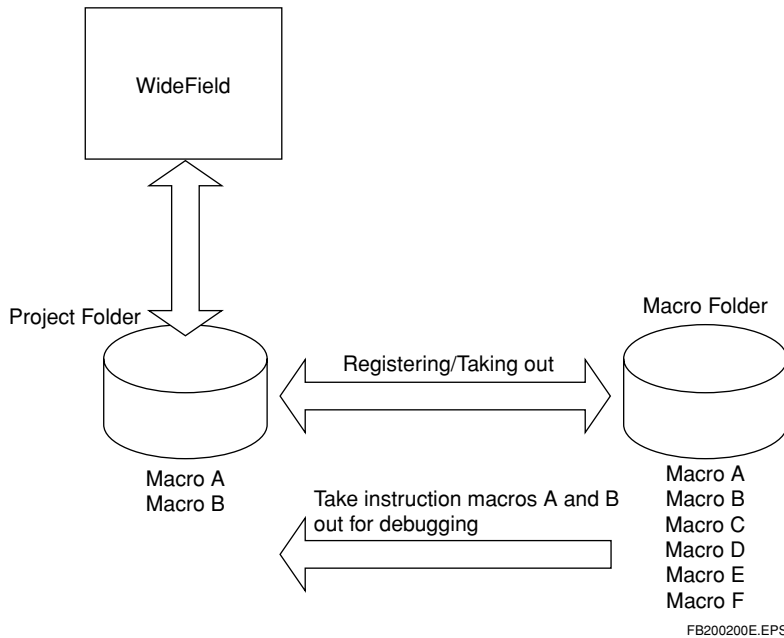 WideField
Project Folder
Macro Folder
Registering/Taking out
Macro A
Macro B
Take instruction macros A and B
out for debugging
Macro A
Macro B
Macro C
Macro D
Macro E
Macro F
FB200200E.EPS